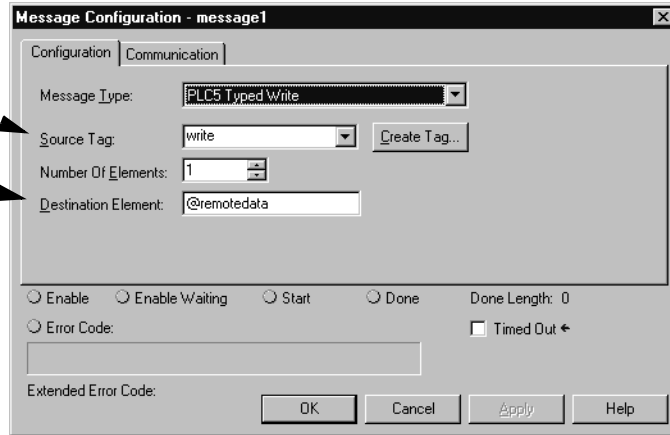 Message Configuration - message1
Configuration Communication
Message Type: PLC5 Typed Write
Source Tag: write Create Tag...
Number Of Elements: 1
Destination Element: @remotedata
Enable Enable Waiting Start Done Done Length: 0
Error Code: Timed Out ←
Extended Error Code:
OK Cancel Apply Help